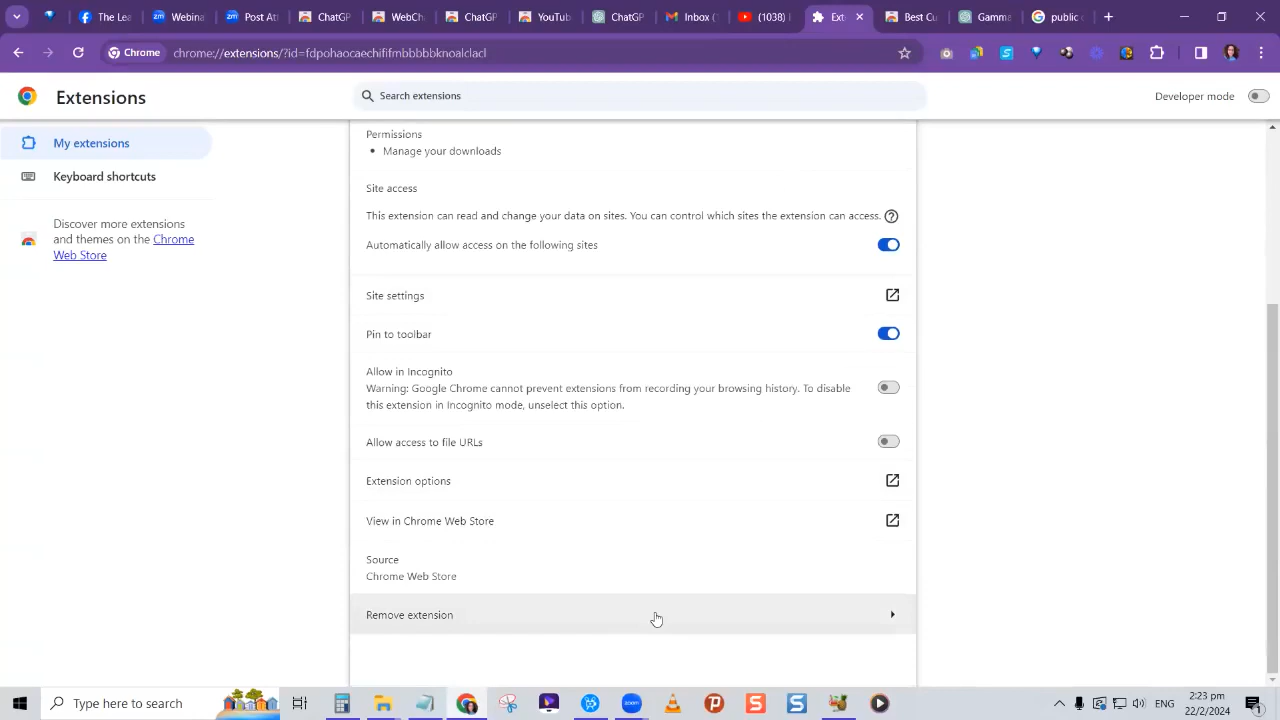 The Lea
Webina
Post Att
ChatGP
WebCh
ChatGP
YouTub
ChatGP
Inbox (
(1038)
Ext
Best Cu
Gamma
public
Chrome
chrome://extensions/?id=fdpohaocaechififmbbbbbknoalclacl
Extensions
Search extensions
Developer mode
My extensions
Keyboard shortcuts
Discover more extensions
and themes on the Chrome
Web Store
Permissions
Manage your downloads
Site access
This extension can read and change your data on sites. You can control which sites the extension can access.
Automatically allow access on the following sites
Site settings
Pin to toolbar
Allow in Incognito
Warning: Google Chrome cannot prevent extensions from recording your browsing history. To disable
this extension in Incognito mode, unselect this option.
Allow access to file URLs
Extension options
View in Chrome Web Store
Source
Chrome Web Store
Remove extension
Type here to search
zoom
ENG
2:23 pm
22/2/2024